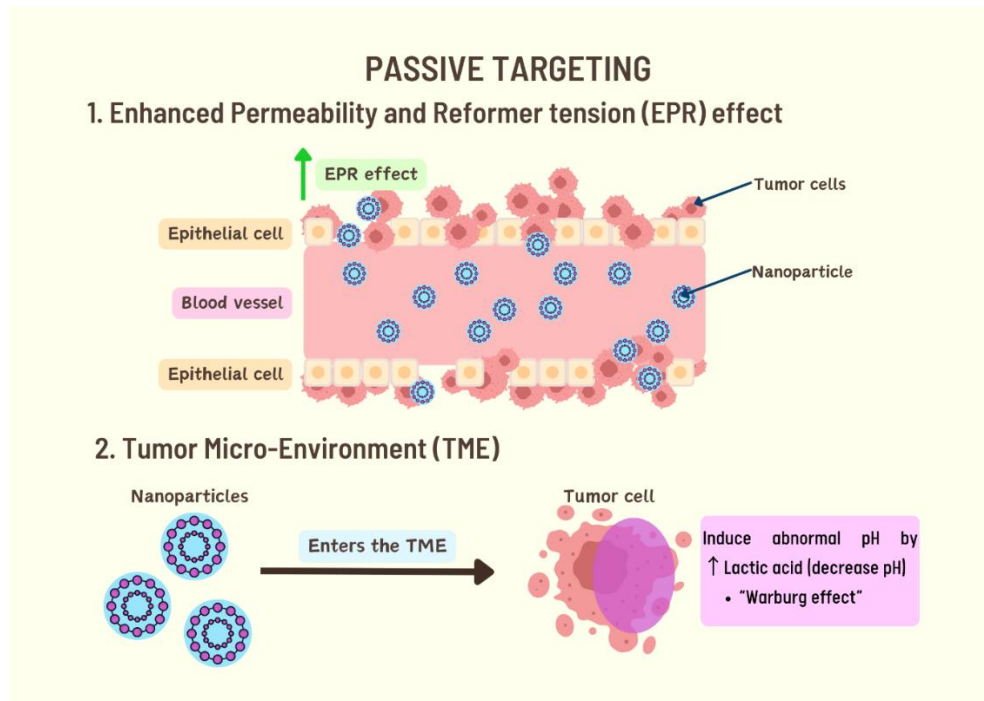 PASSIVE TARGETING
1. Enhanced Permeability and Reformer tension (EPR) effect
EPR effect
Tumor cells
Epithelial cell
Nanoparticle
Blood vessel
Epithelial cell
2. Tumor Micro-Environment (TME)
Nanoparticles
Tumor cell
Enters the TME
Induce abnormal pH by
↑ Lactic acid (decrease pH)
• "Warburg effect"